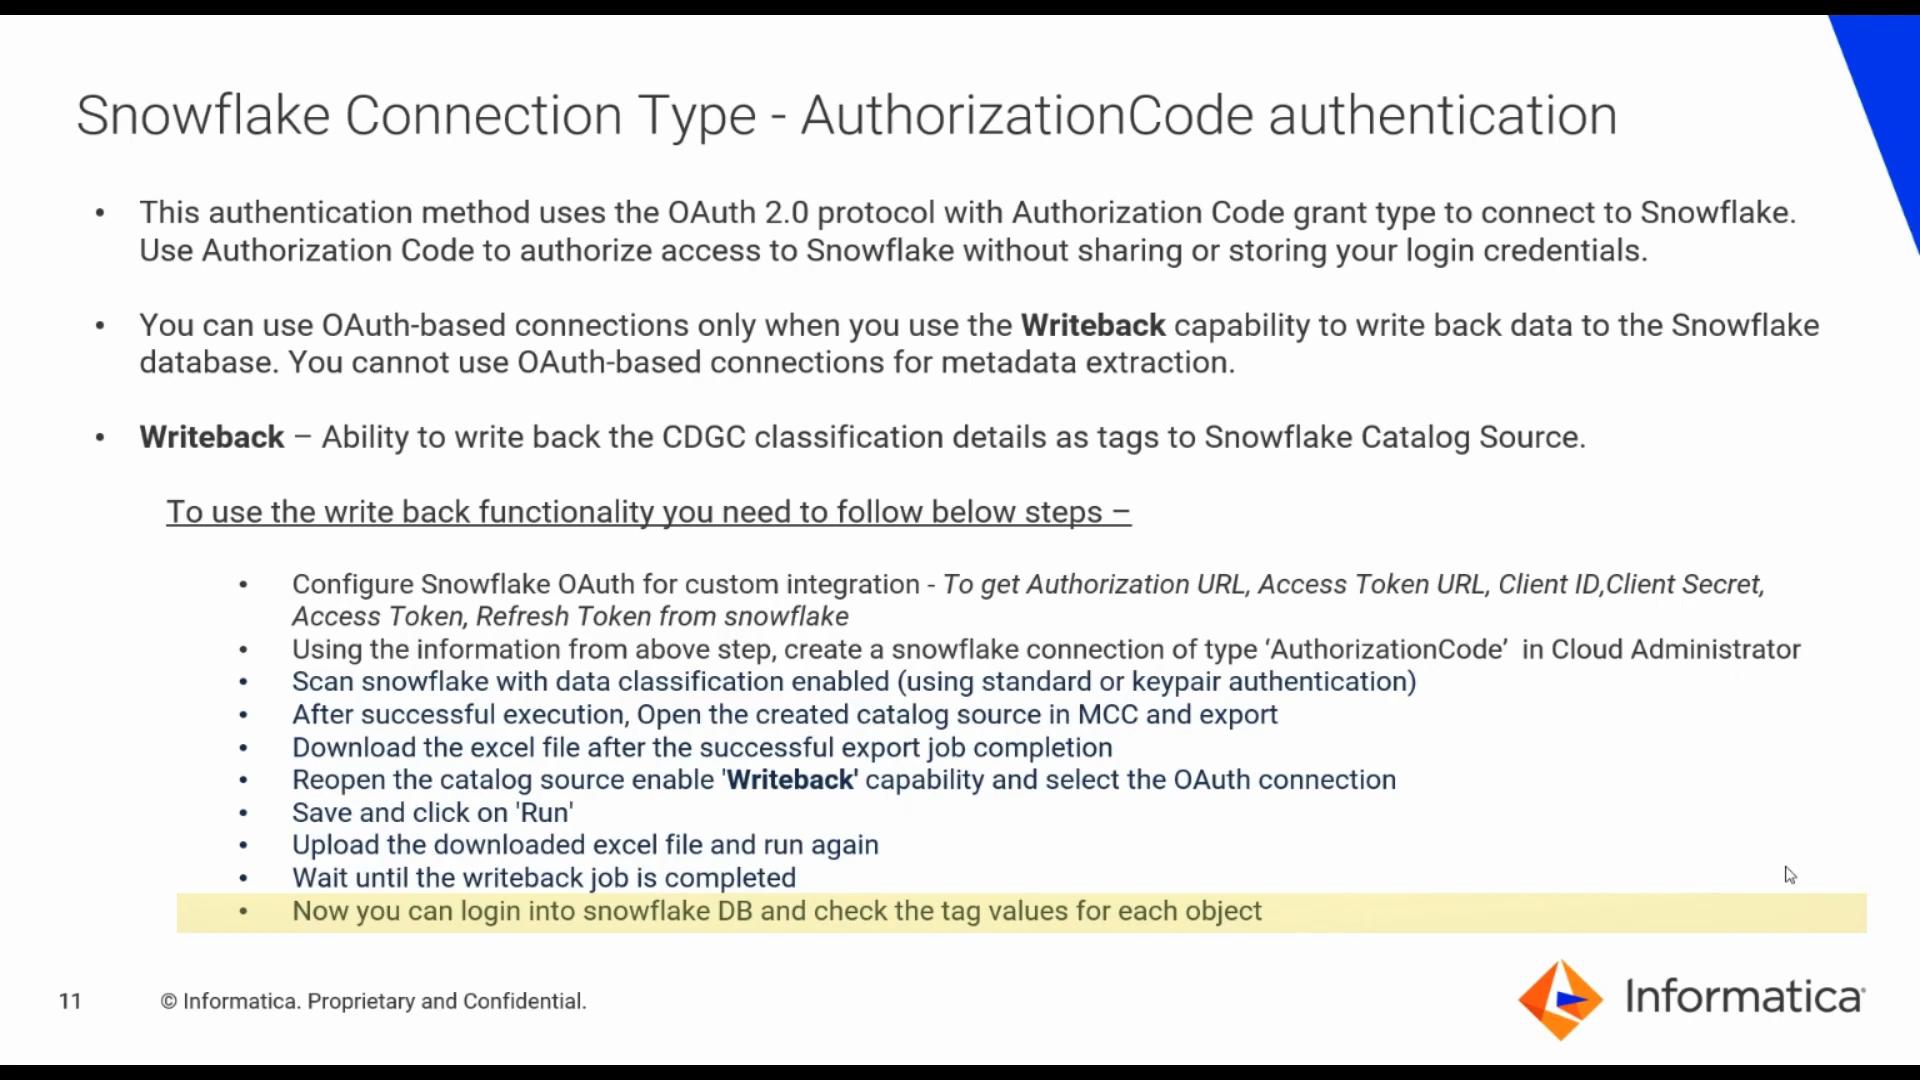 Snowflake Connection Type - AuthorizationCode authentication
• This authentication method uses the OAuth 2.0 protocol with Authorization Code grant type to connect to Snowflake.
Use Authorization Code to authorize access to Snowflake without sharing or storing your login credentials.
• You can use OAuth-based connections only when you use the Writeback capability to write back data to the Snowflake
database. You cannot use OAuth-based connections for metadata extraction.
• Writeback – Ability to write back the CDGC classification details as tags to Snowflake Catalog Source.
To use the write back functionality you need to follow below steps –
• Configure Snowflake OAuth for custom integration - To get Authorization URL, Access Token URL, Client ID,Client Secret,
Access Token, Refresh Token from snowflake
• Using the information from above step, create a snowflake connection of type ‘AuthorizationCode’ in Cloud Administrator
• Scan snowflake with data classification enabled (using standard or keypair authentication)
• After successful execution, Open the created catalog source in MCC and export
• Download the excel file after the successful export job completion
• Reopen the catalog source enable 'Writeback' capability and select the OAuth connection
• Save and click on 'Run'
• Upload the downloaded excel file and run again
• Wait until the writeback job is completed
• Now you can login into snowflake DB and check the tag values for each object
11 © Informatica. Proprietary and Confidential.
Informatica